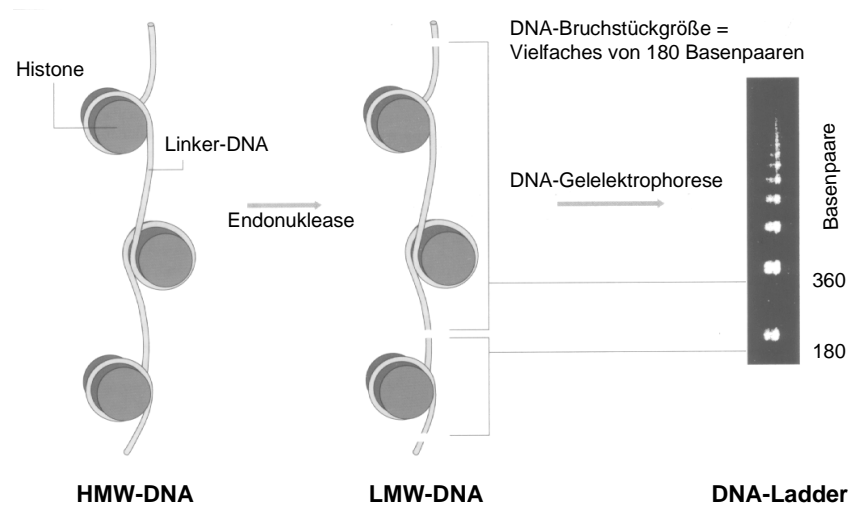 DNA-Bruchstückgröße =
Vielfaches von 180 Basenpaaren
Histone
Linker-DNA
Endonuklease
DNA-Gelelektrophorese
Basenpaare
360
180
HMW-DNA
LMW-DNA
DNA-Ladder